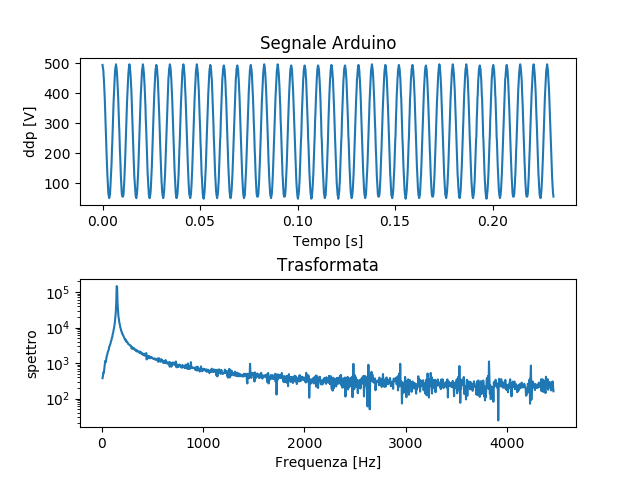 Segnale Arduino
500
400
300
200
100
ddp [V]
0.00 0.05 0.10 0.15 0.20
Tempo [s]
Trasformata
10^5
10^4
10^3
10^2
spettro
0 1000 2000 3000 4000
Frequenza [Hz]